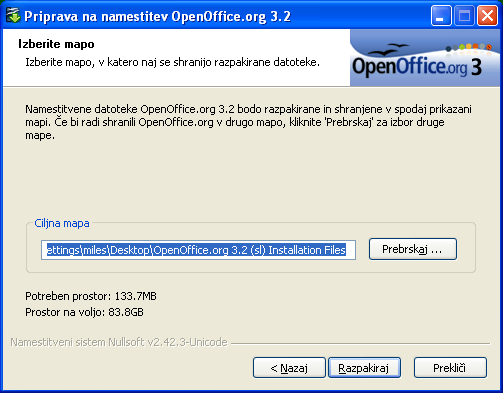 Priprava na namestitev OpenOffice.org 3.2
Izberite mapo
Izberite mapo, v katero naj se shranijo razpakirane datoteke.
OpenOffice.org 3
Namestitvene datoteke OpenOffice.org 3.2 bodo razpakirane in shranjene v spodaj prikazani
mapi. Če bi radi shranili OpenOffice.org v drugo mapo, kliknite 'Prebrskaj' za izbor druge
mape.
Ciljna mapa
ettings\miles\Desktop\OpenOffice.org 3.2 (sl) Installation Files
Prebrskaj ...
Potreben prostor: 133.7MB
Prostor na voljo: 83.8GB
Namestitveni sistem Nullsoft v2.42.3-Unicode
< Nazaj
Razpakiraj
Prekliči